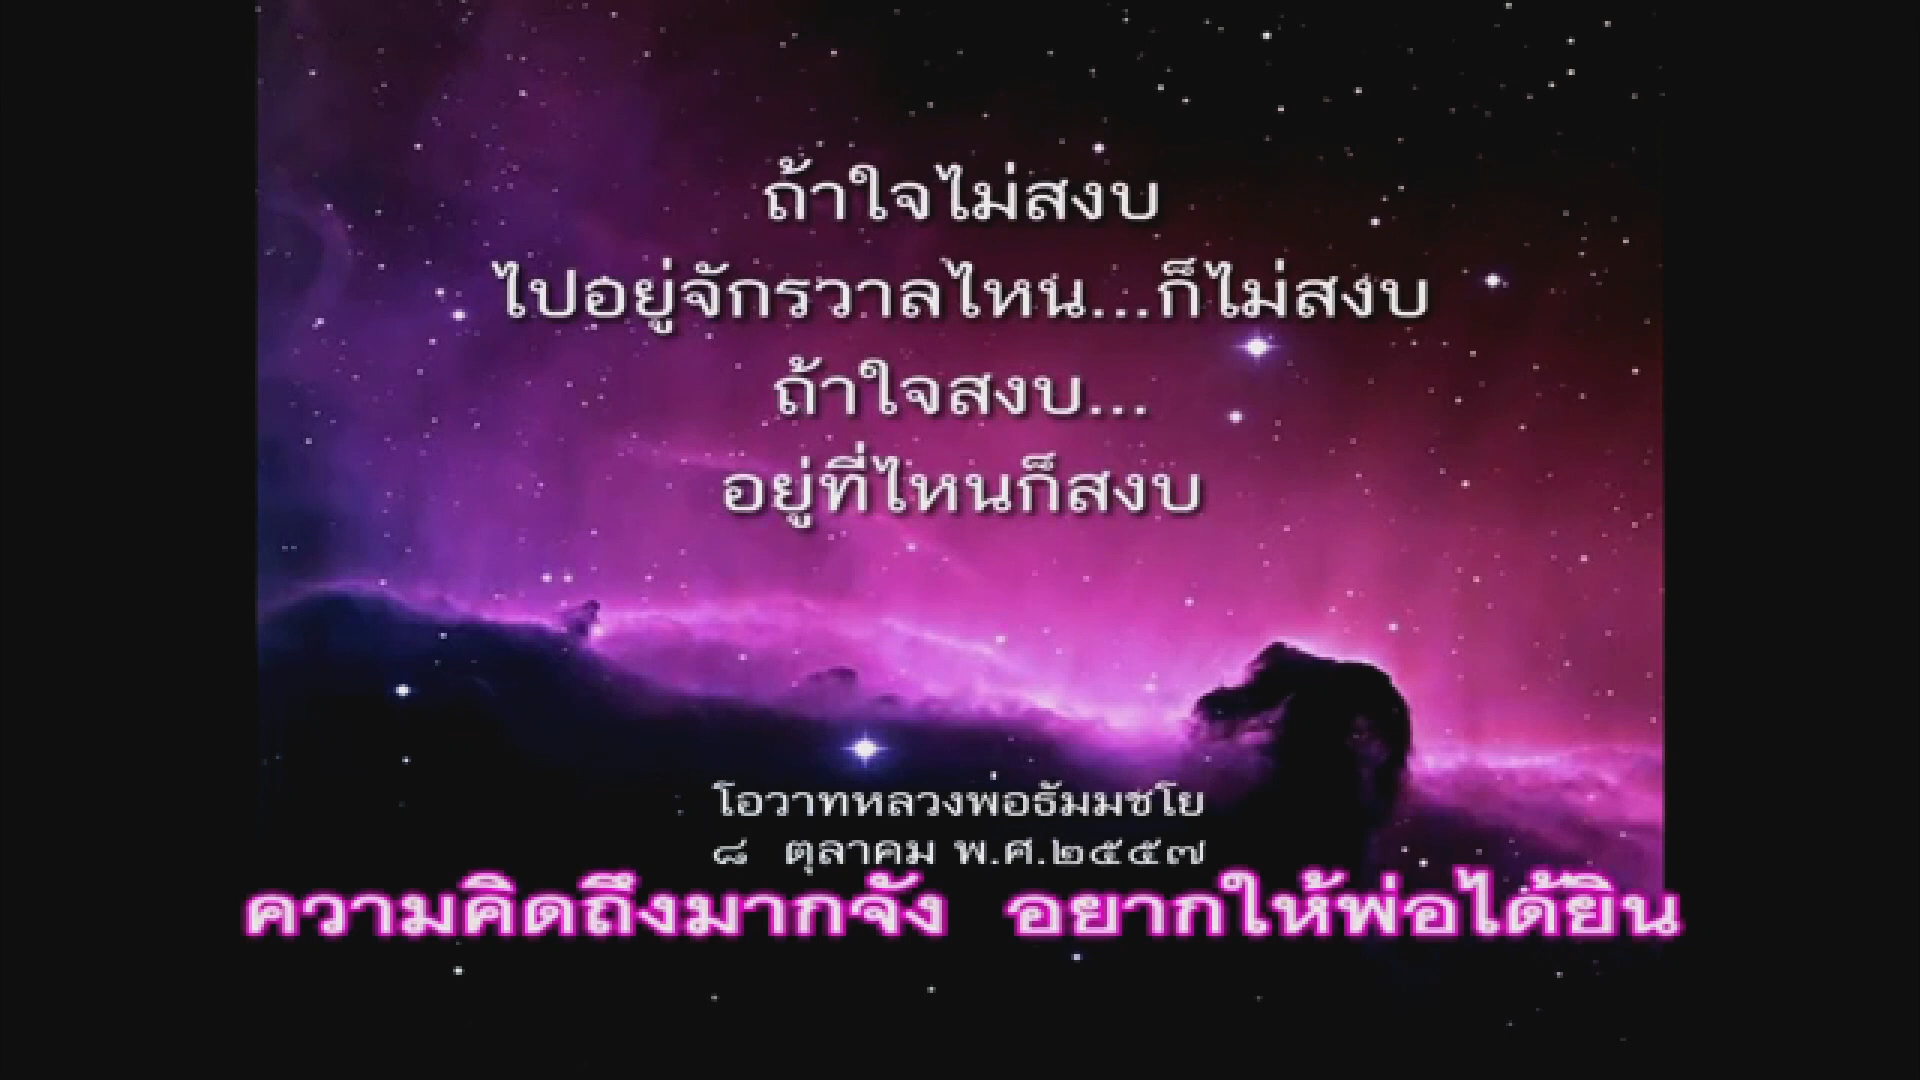 ถ้าใจไม่สงบ
ไปอยู่จักรวาลไหน...ก็ไม่สงบ
ถ้าใจสงบ...
อยู่ที่ไหนก็สงบ
โอวาทหลวงพ่อธัมมชโย
๘ ตุลาคม พ.ศ.๒๕๕๗
ความคิดถึงมากจัง อยากให้พ่อได้ยิน